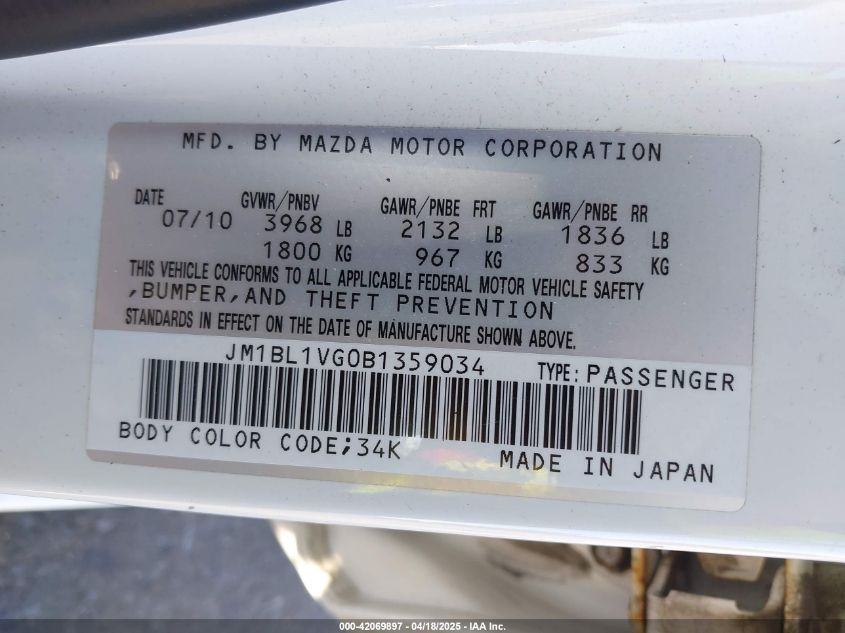 MFD. BY MAZDA MOTOR CORPORATION
DATE GVWR/PNBV GAWR/PNBE FRT GAWR/PNBE RR
07/10 3968 LB 2132 LB 1836 LB
1800 KG 967 KG 833 KG
THIS VEHICLE CONFORMS TO ALL APPLICABLE FEDERAL MOTOR VEHICLE SAFETY
,BUMPER,AND THEFT PREVENTION
STANDARDS IN EFFECT ON THE DATE OF MANUFACTURE SHOWN ABOVE.
JM1BL1VG0B1359034 TYPE: PASSENGER
BODY COLOR CODE;34K MADE IN JAPAN
000-42069897 - 04/18/2025 - IAA Inc.